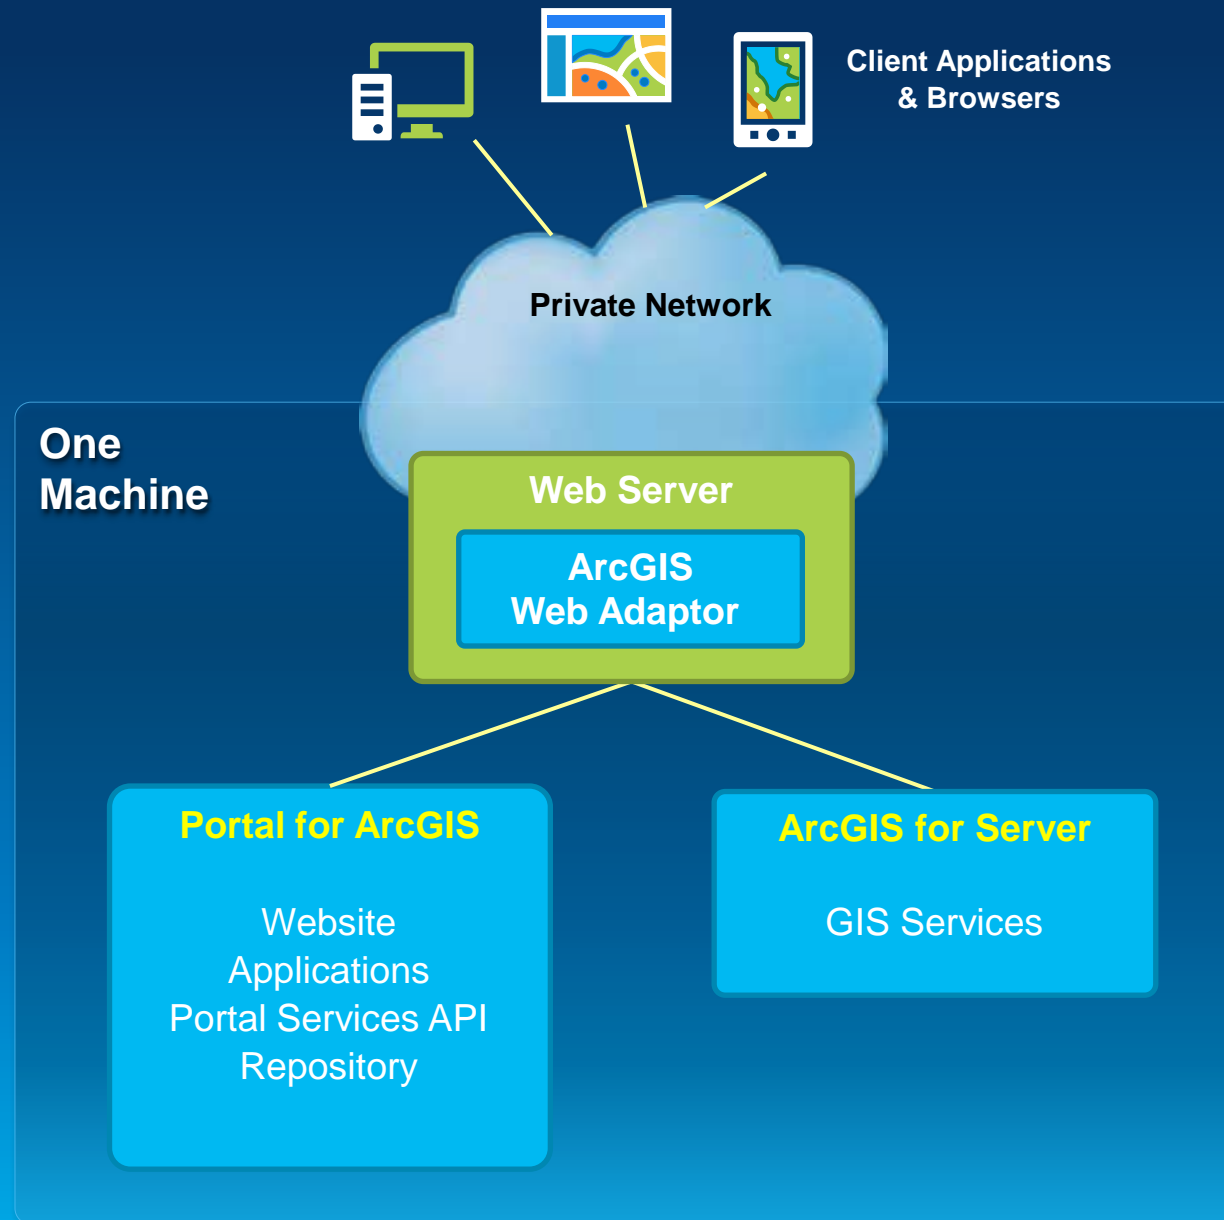 Client Applications
& Browsers
Private Network
One
Machine
Web Server
ArcGIS
Web Adaptor
Portal for ArcGIS
Website
Applications
Portal Services API
Repository
ArcGIS for Server
GIS Services